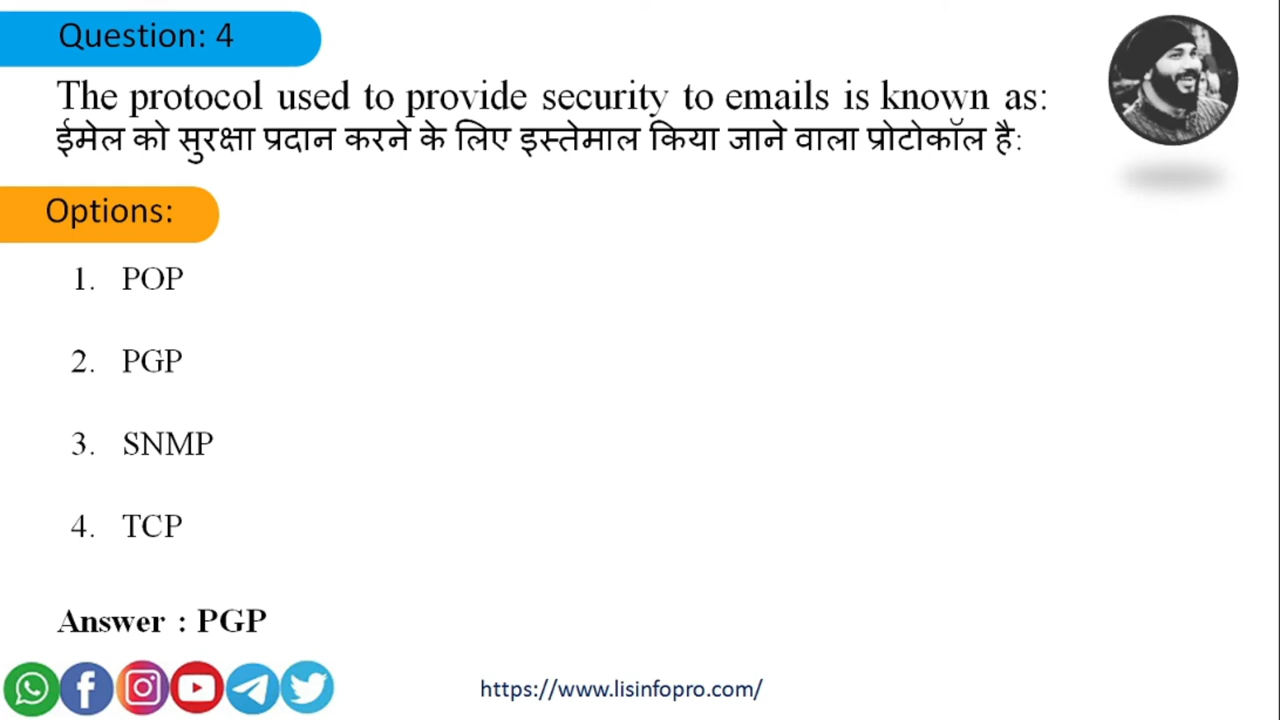 Question: 4
The protocol used to provide security to emails is known as:
ईमेल को सुरक्षा प्रदान करने के लिए इस्तेमाल किया जाने वाला प्रोटोकॉल है:
Options:
1. POP
2. PGP
3. SNMP
4. TCP
Answer : PGP
https://www.lisinfopro.com/